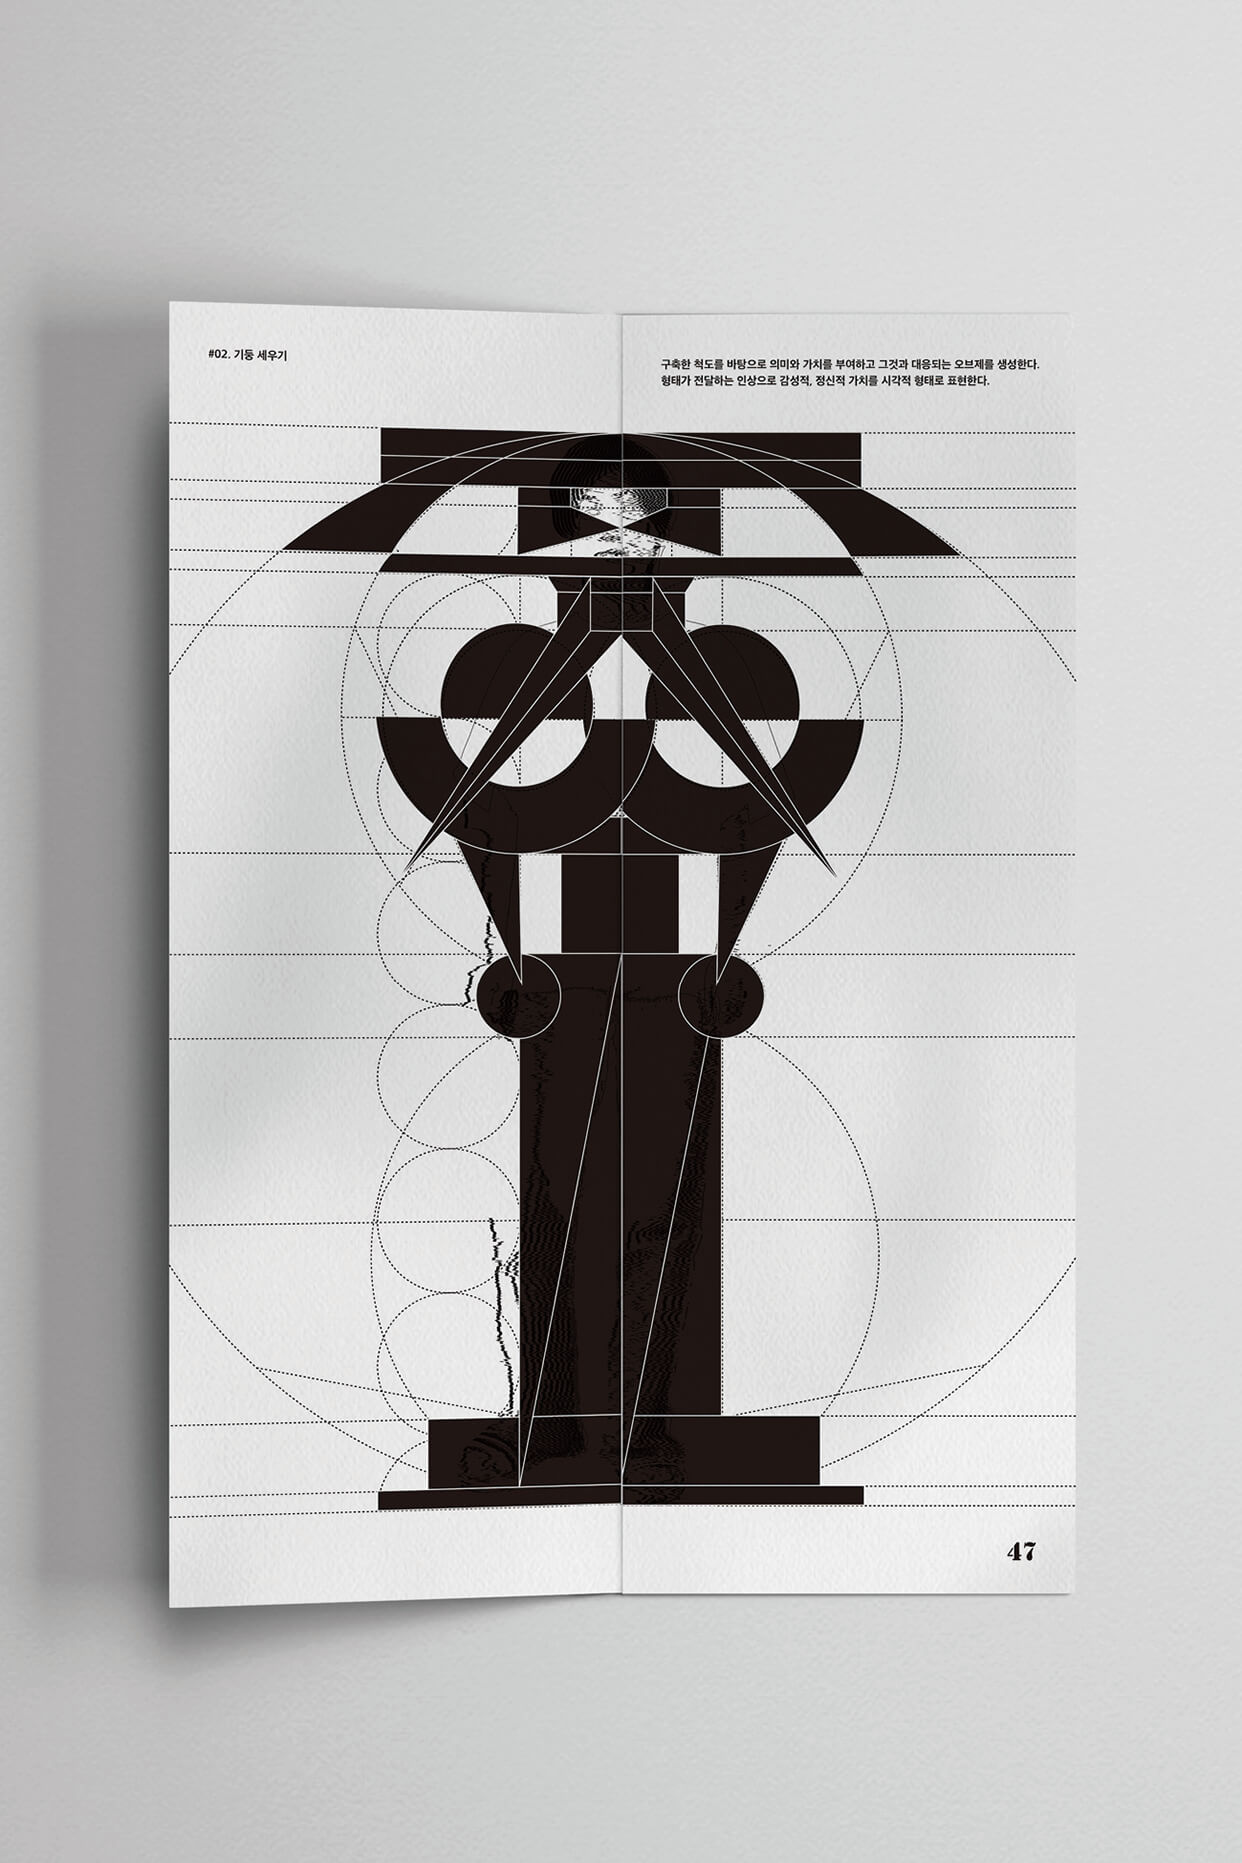 #02. 기둥 세우기
구축한 척도를 바탕으로 의미와 가치를 부여하고 그것과 대응되는 오브제를 생성한다.
형태가 전달하는 인상으로 감성적, 정신적 가치를 시각적 형태로 표현한다.
47